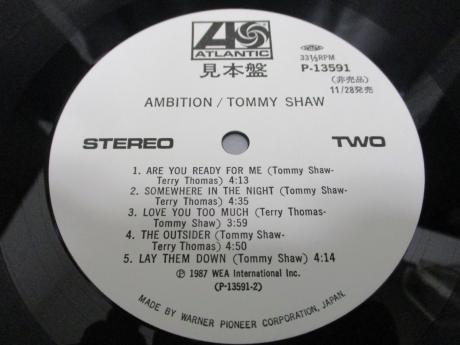 ATLANTIC
見本盤
33⅓RPM
P-13591
(非売品)
11/28発売
AMBITION / TOMMY SHAW
STEREO
TWO
1. ARE YOU READY FOR ME (Tommy Shaw-
Terry Thomas) 4:13
2. SOMEWHERE IN THE NIGHT (Tommy Shaw-
Terry Thomas) 4:35
3. LOVE YOU TOO MUCH (Terry Thomas-
Tommy Shaw) 3:59
4. THE OUTSIDER (Tommy Shaw-
Terry Thomas) 4:50
5. LAY THEM DOWN (Tommy Shaw) 4:14
Ⓟ 1987 WEA International Inc.
(P-13591-2)
MADE BY WARNER PIONEER CORPORATION, JAPAN.